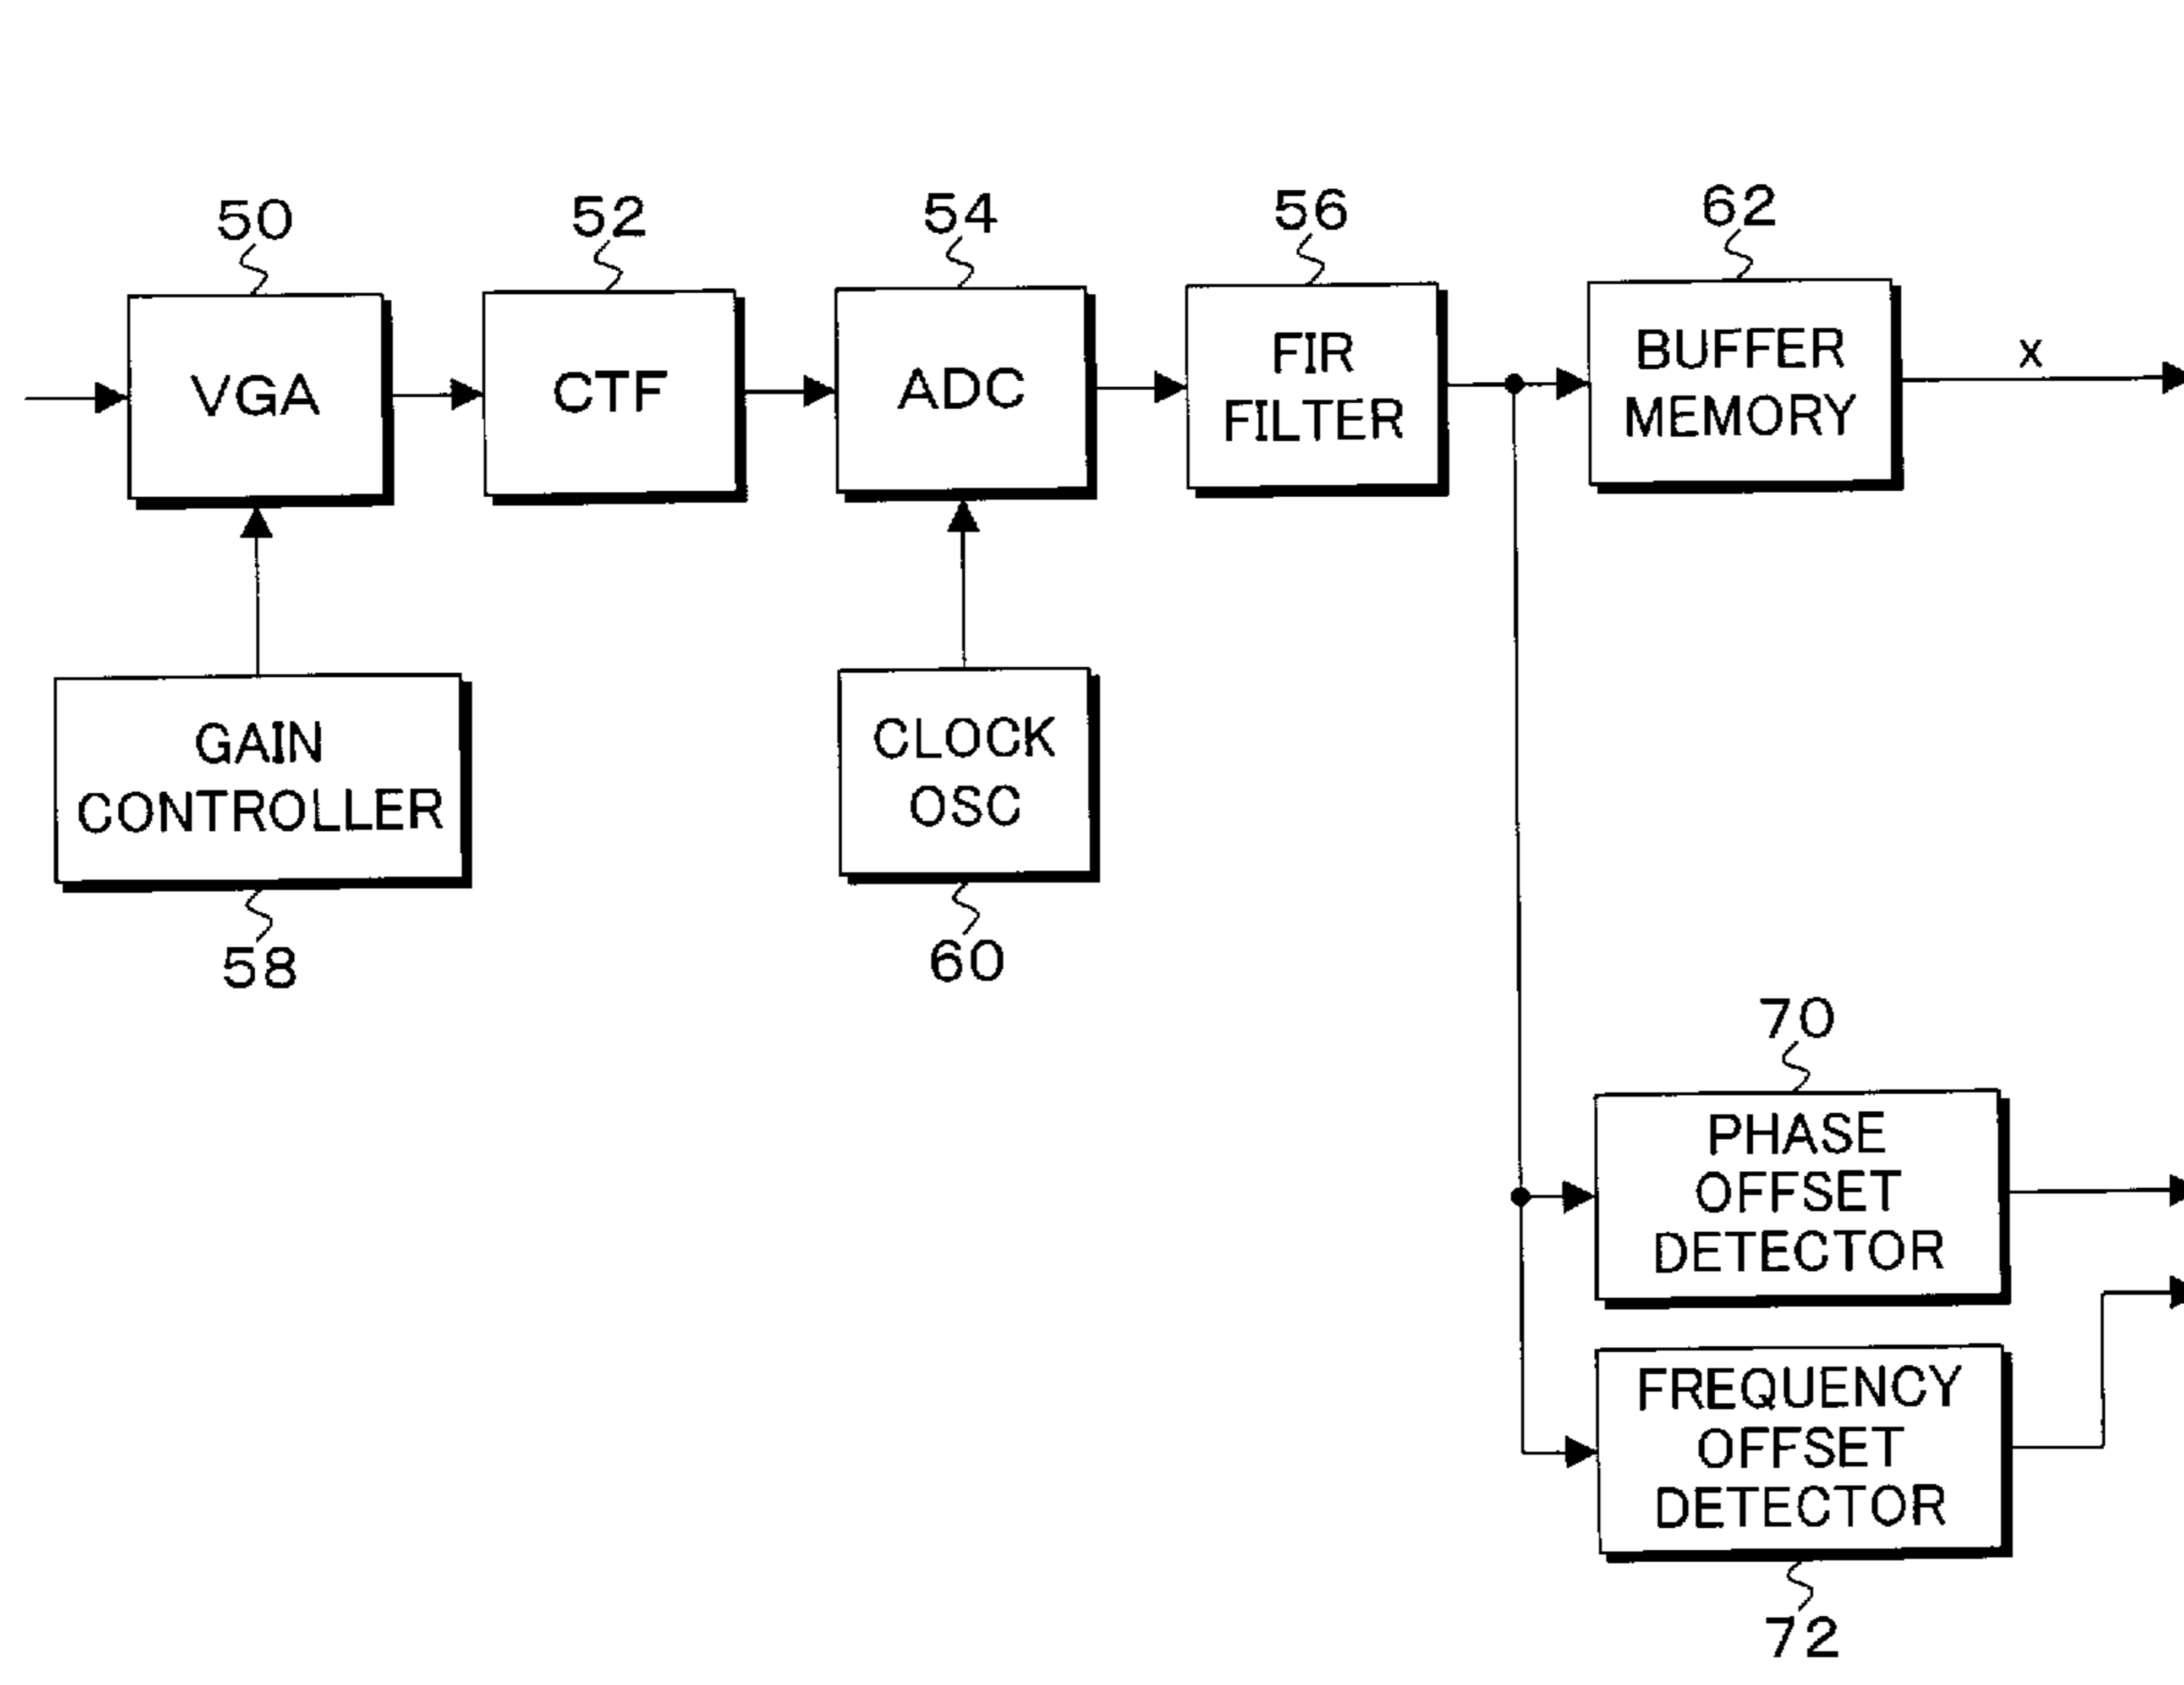 50
52
54
56
62
VGA
CTF
ADC
FIR
FILTER
BUFFER
MEMORY
x
GAIN
CONTROLLER
CLOCK
OSC
58
60
70
PHASE
OFFSET
DETECTOR
FREQUENCY
OFFSET
DETECTOR
72